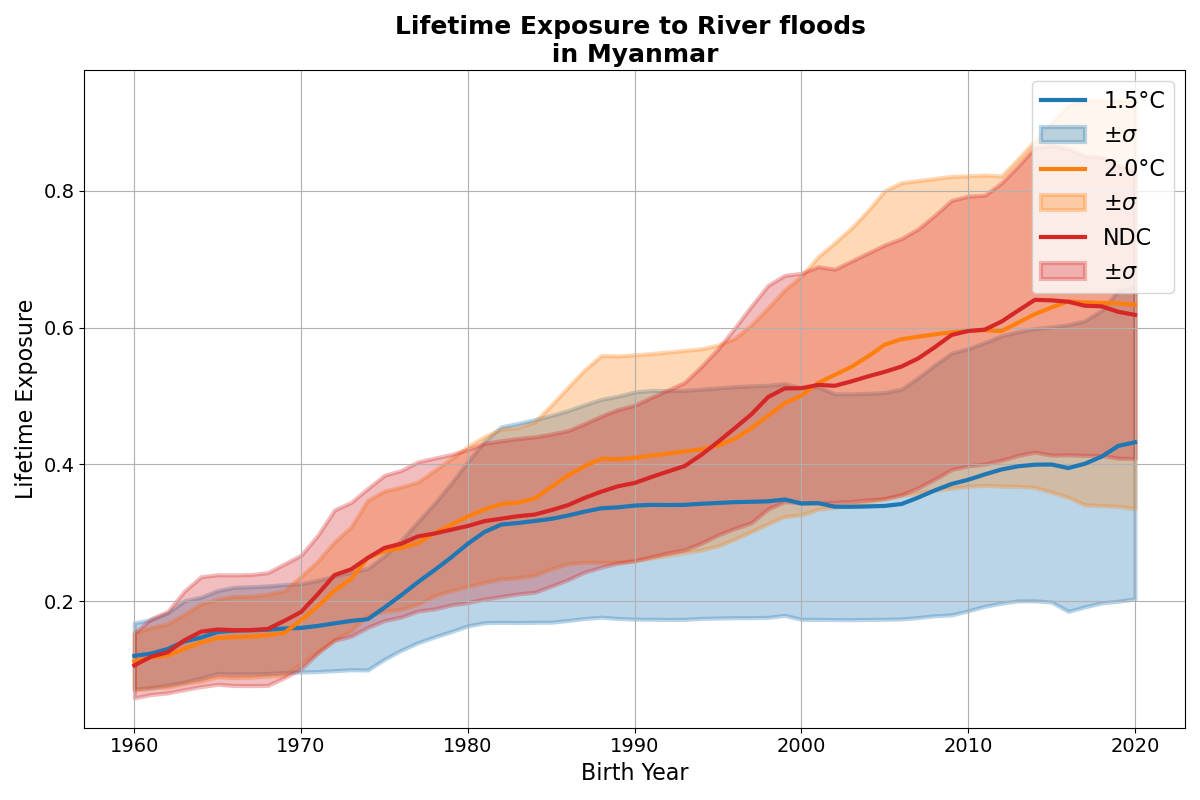 Lifetime Exposure to River floods
in Myanmar
Lifetime Exposure
0.8
0.6
0.4
0.2
1960
1970
1980
1990
2000
2010
2020
Birth Year
1.5°C
±σ
2.0°C
±σ
NDC
±σ